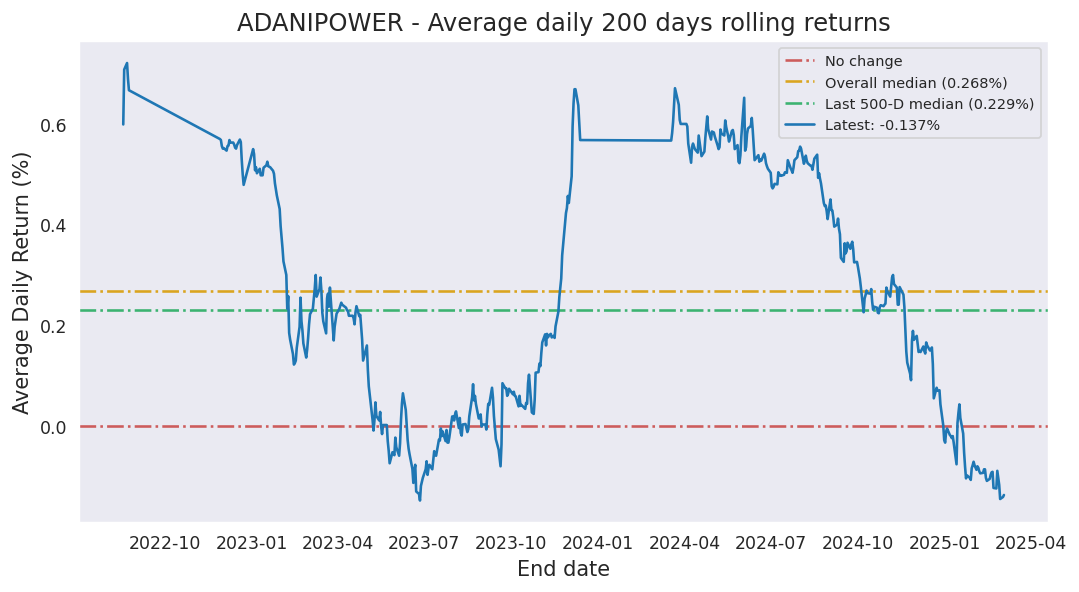 ADANIPOWER - Average daily 200 days rolling returns
No change
Overall median (0.268%)
Last 500-D median (0.229%)
Latest: -0.137%
Average Daily Return (%)
0.6
0.4
0.2
0.0
2022-10 2023-01 2023-04 2023-07 2023-10 2024-01 2024-04 2024-07 2024-10 2025-01 2025-04
End date